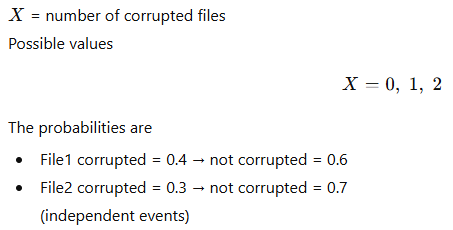 X = number of corrupted files
Possible values
X = 0, 1, 2
The probabilities are
• File1 corrupted = 0.4 → not corrupted = 0.6
• File2 corrupted = 0.3 → not corrupted = 0.7
(independent events)